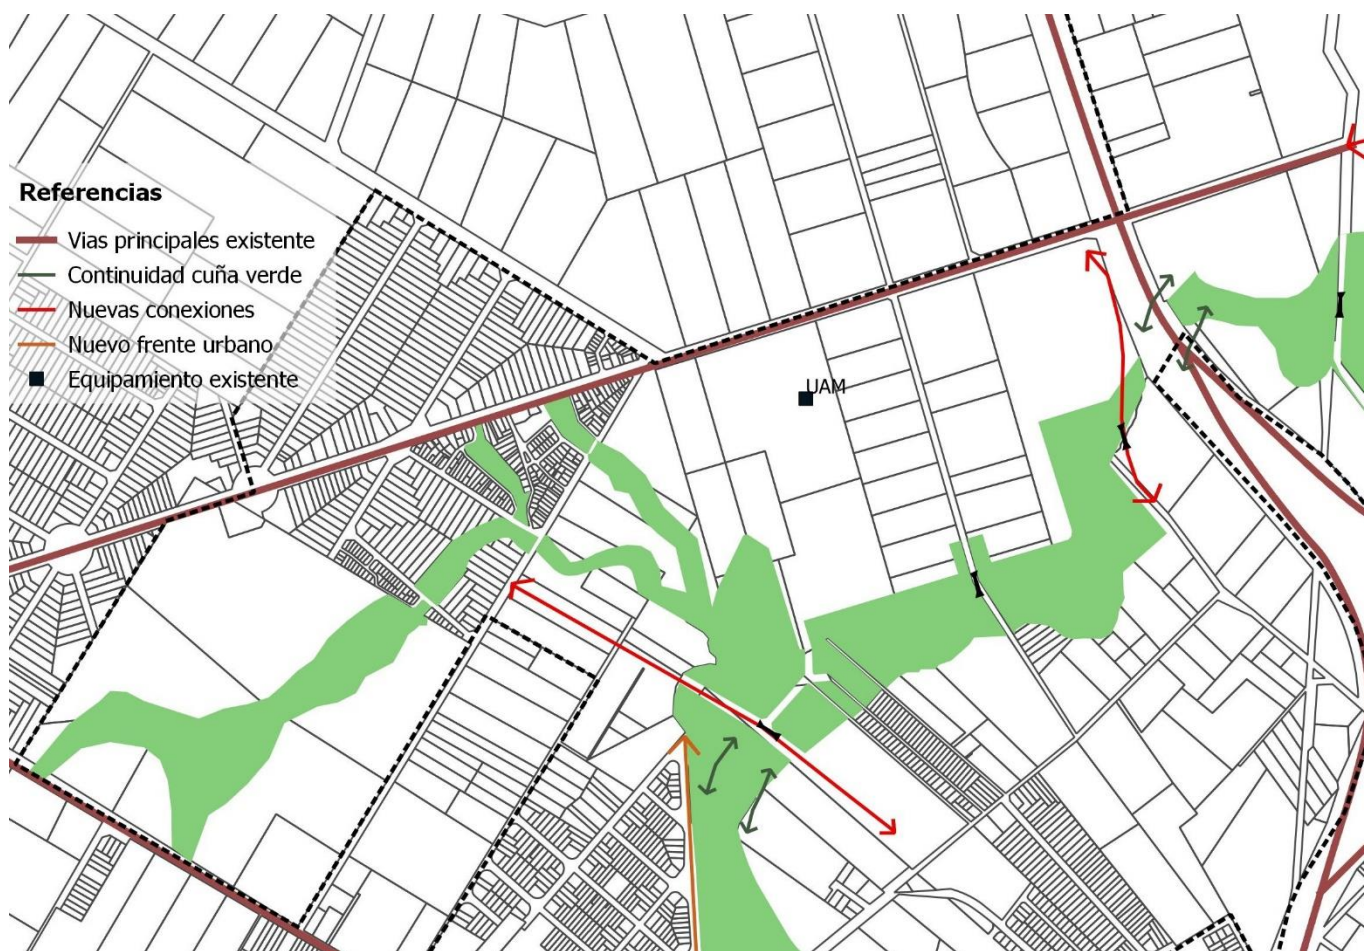 Referencias
Vias principales existente
Continuidad cuña verde
Nuevas conexiones
Nuevo frente urbano
Equipamiento existente
UAM